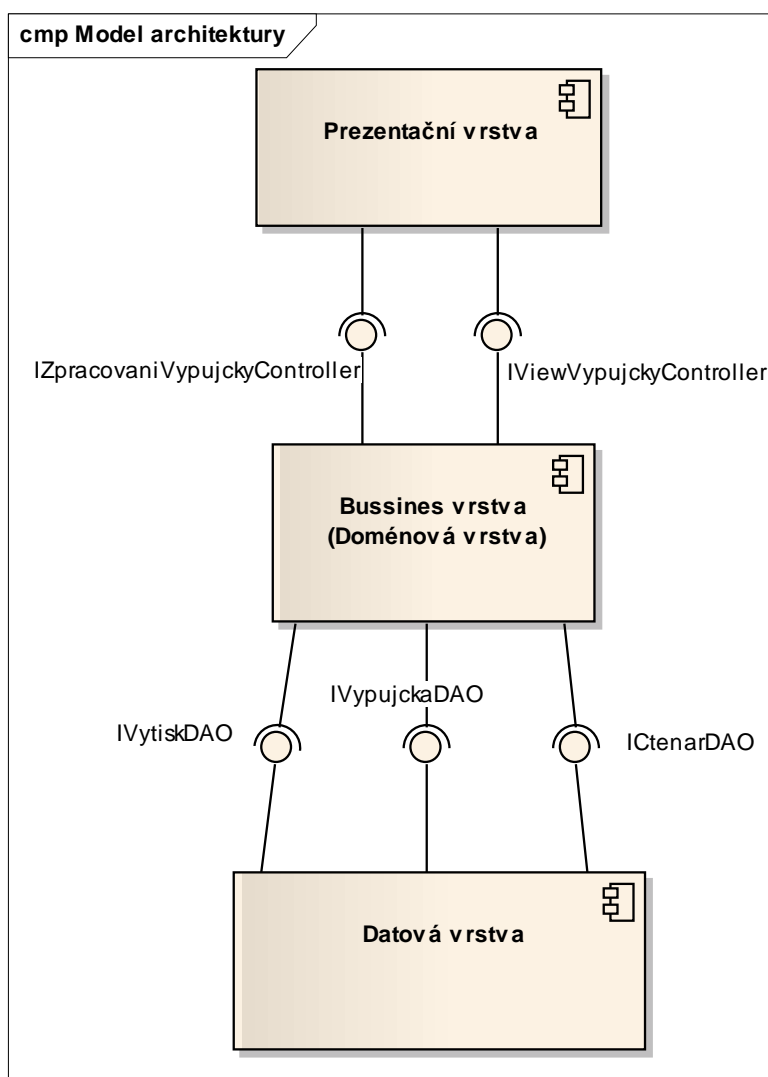 cmp Model architektury
Prezentační vrstva
IZpracovaniVypujckyController
IViewVypujckyController
Bussines vrstva
(Doménová vrstva)
IVypujckaDAO
IVytiskDAO
ICtenarDAO
Datová vrstva